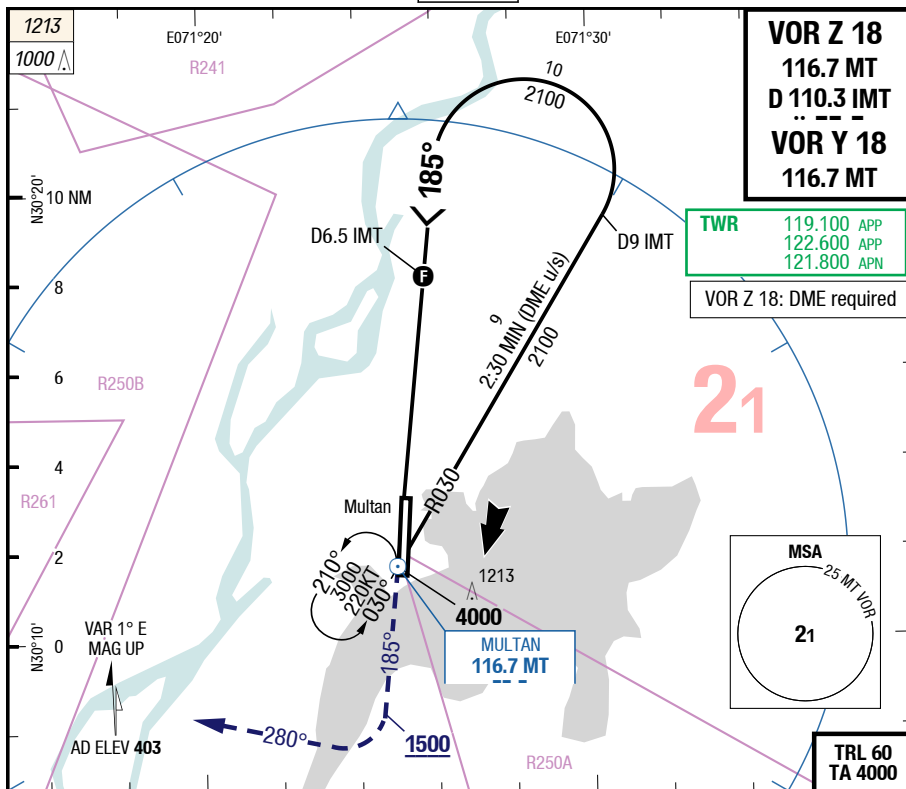 1213
1000
E071°20'
E071°30'
R241
10
2100
VOR Z 18
116.7 MT
D 110.3 IMT
VOR Y 18
116.7 MT
185°
N30°20'
10 NM
D6.5 IMT
D9 IMT
TWR 119.100 APP
122.600 APP
121.800 APN
F
8
VOR Z 18: DME required
9
2:30 MIN (DME u/s)
2100
6
R250B
21
4
R261
R030
Multan
2
210°
3000
220KT
030°
1213
4000
MSA
25 MT VOR
21
N30°10'
0
VAR 1° E
MAG UP
185°
MULTAN
116.7 MT
AD ELEV 403
280°
1500
R250A
TRL 60
TA 4000